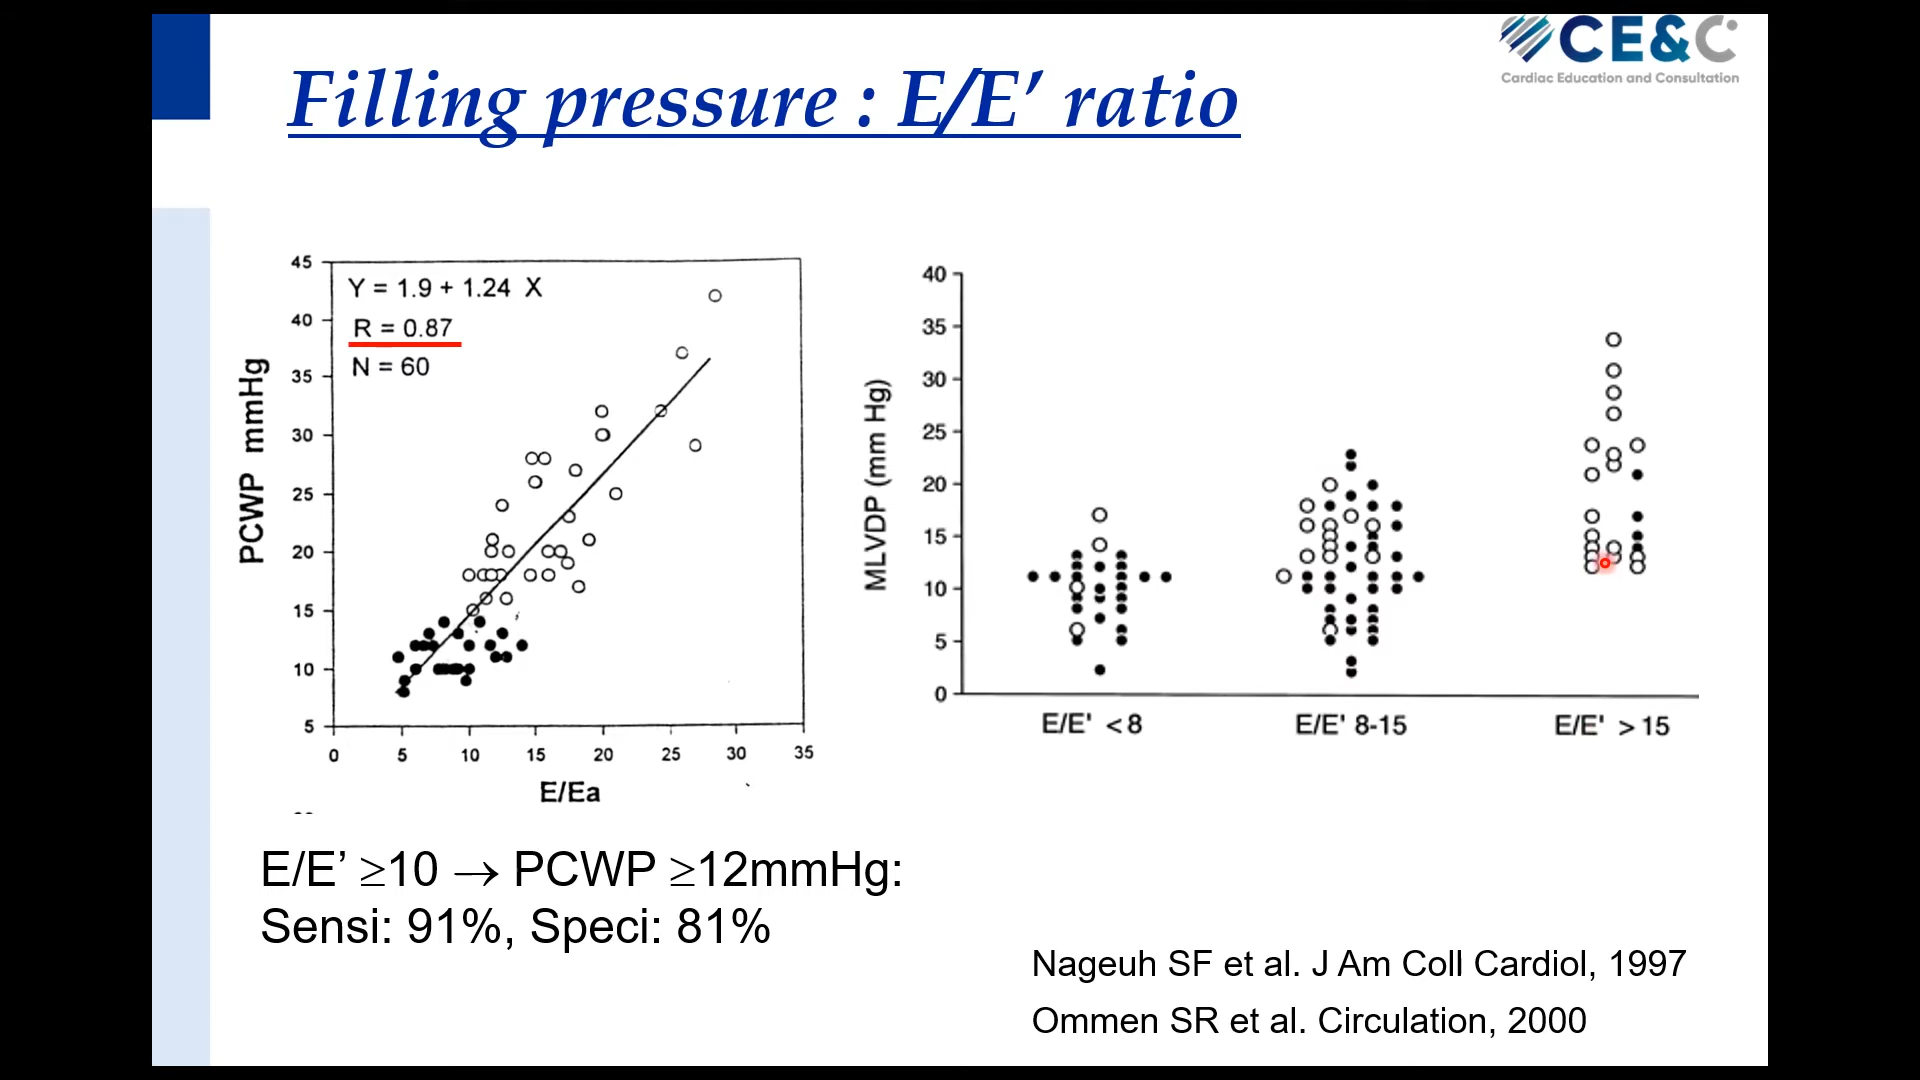 CE&C
Cardiac Education and Consultation
Filling pressure : E/E’ ratio
45
40
35
30
25
20
15
10
5
PCWP mmHg
Y = 1.9 + 1.24 X
R = 0.87
N = 60
0 5 10 15 20 25 30 35
E/Ea
40
35
30
25
20
15
10
5
0
MLVDP (mm Hg)
E/E' < 8 E/E' 8-15 E/E' > 15
E/E’ ≥10 → PCWP ≥12mmHg:
Sensi: 91%, Speci: 81%
Nageuh SF et al. J Am Coll Cardiol, 1997
Ommen SR et al. Circulation, 2000